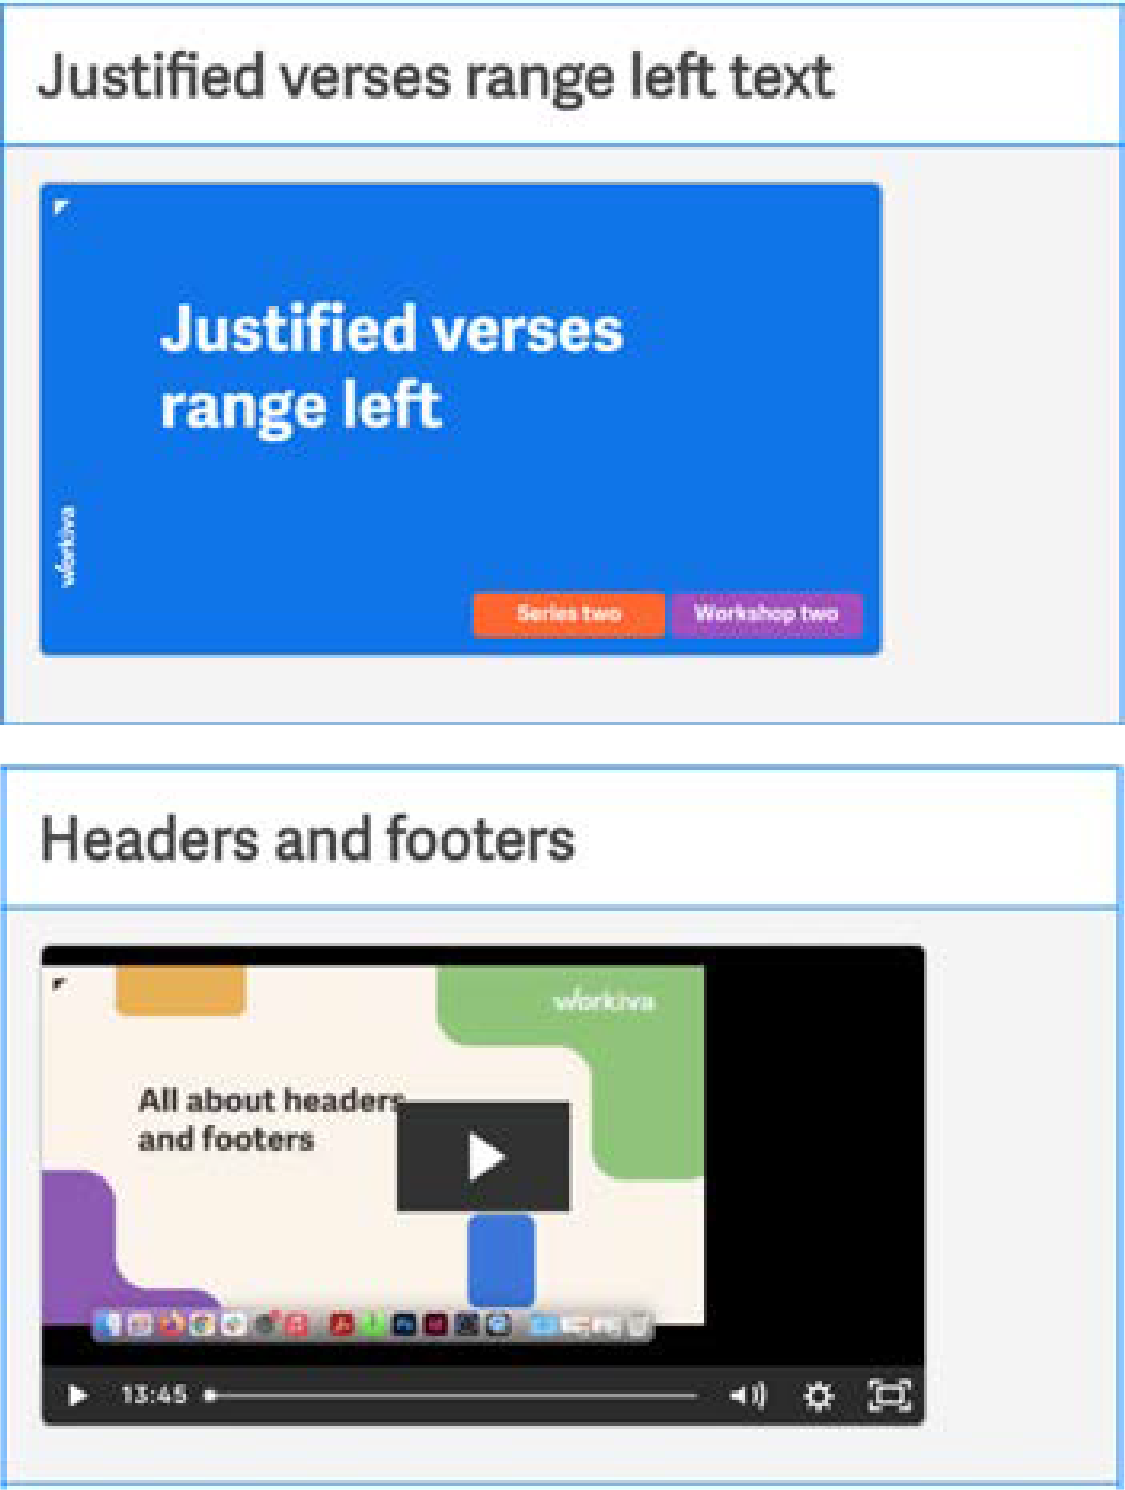 Justified verses range left text
Justified verses
range left
workiva
Series two
Workshop two
Headers and footers
workiva
All about headers
and footers
13:45